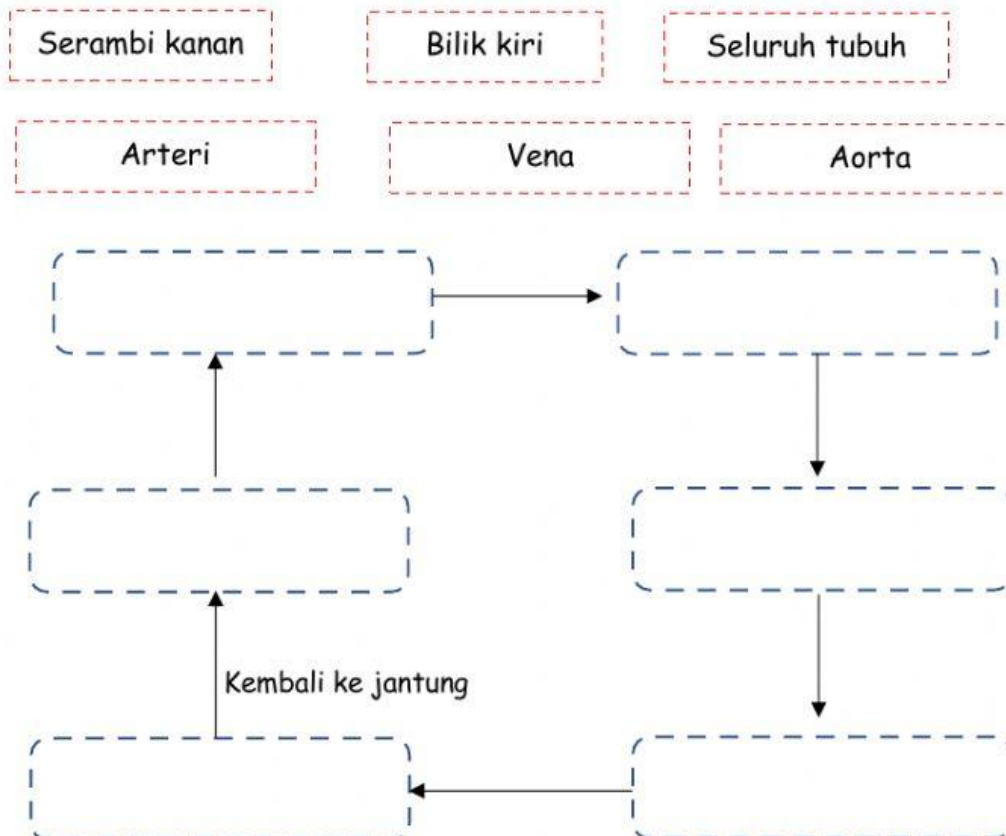 Serambi kanan
Bilik kiri
Seluruh tubuh
Arteri
Vena
Aorta
Kembali ke jantung